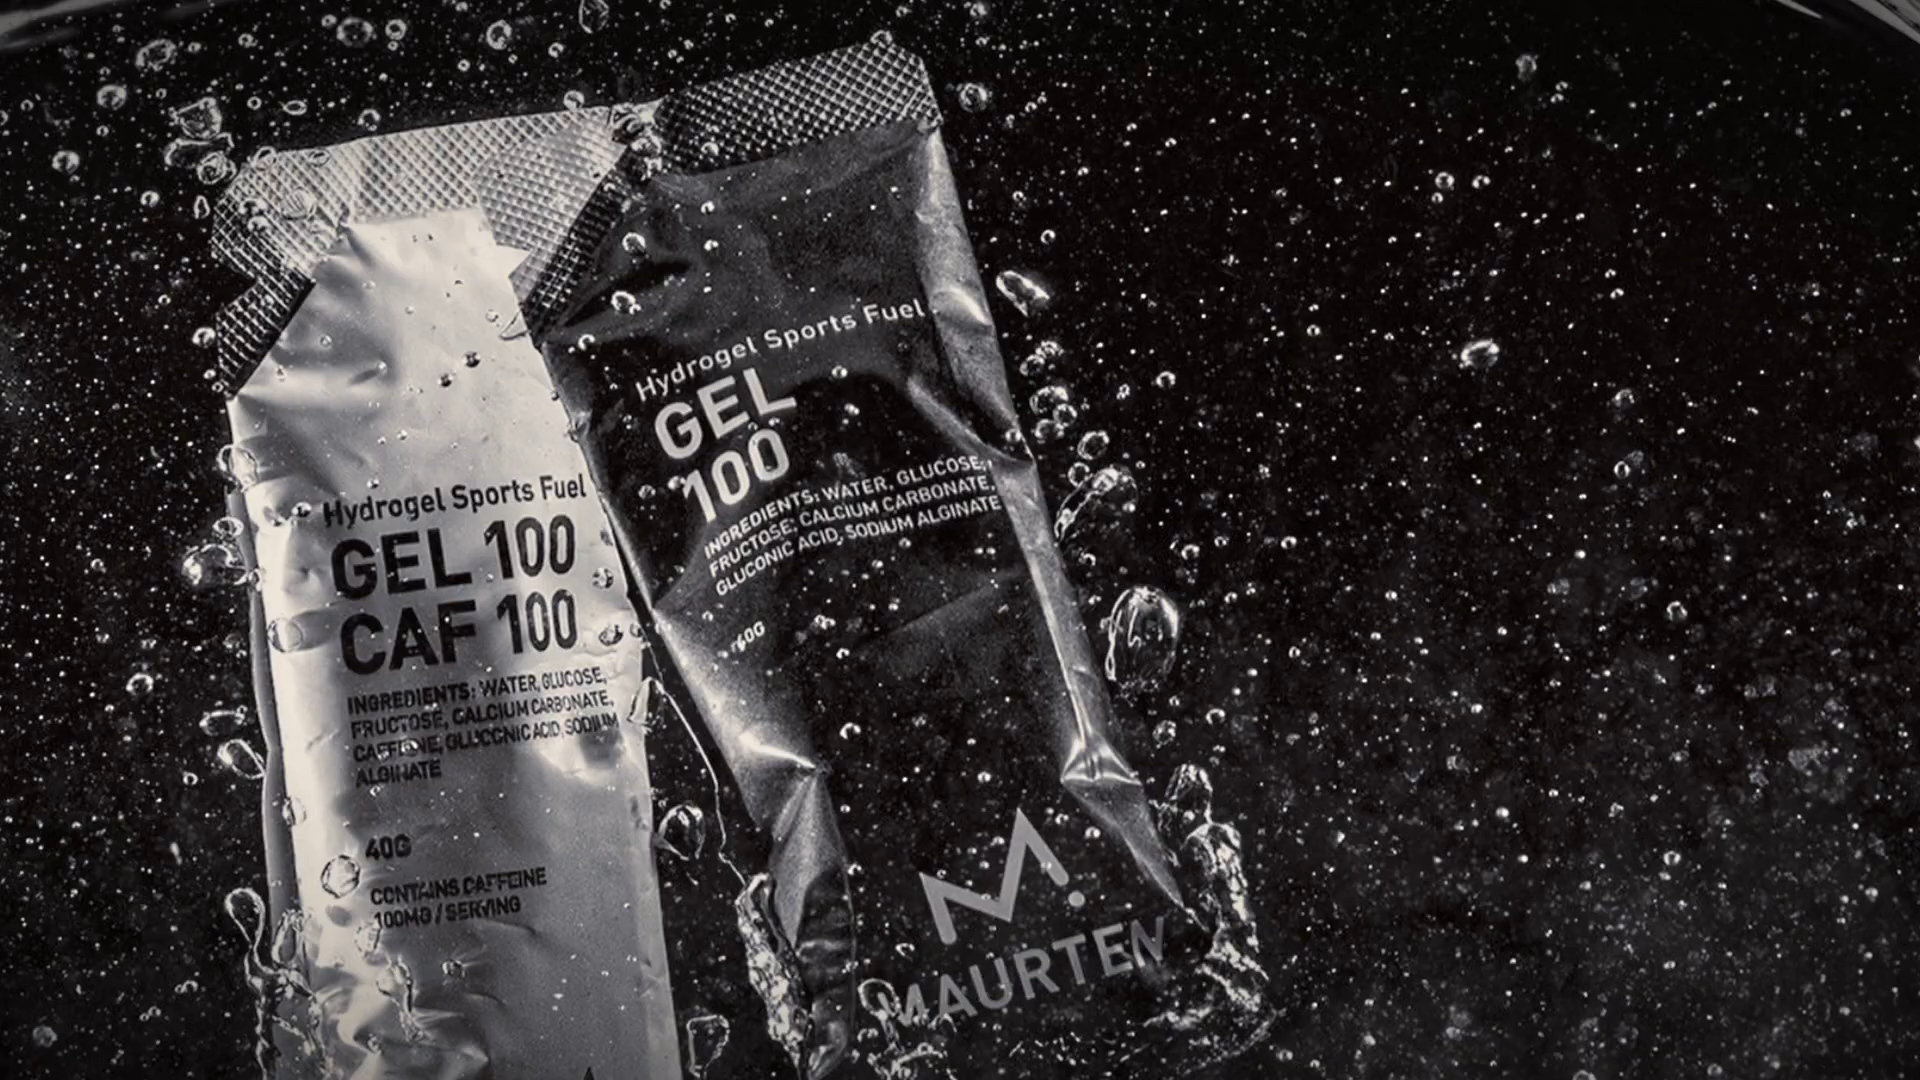 Hydrogel Sports Fuel
GEL 100
CAF 100
INGREDIENTS: WATER, GLUCOSE,
FRUCTOSE, CALCIUM CARBONATE,
CAFFEINE, GLUCONIC ACID, SODIUM
ALGINATE
40G
CONTAINS CAFFEINE
100MG / SERVING
Hydrogel Sports Fuel
GEL
100
INGREDIENTS: WATER, GLUCOSE,
FRUCTOSE, CALCIUM CARBONATE,
GLUCONIC ACID, SODIUM ALGINATE
40G
MAURTEN